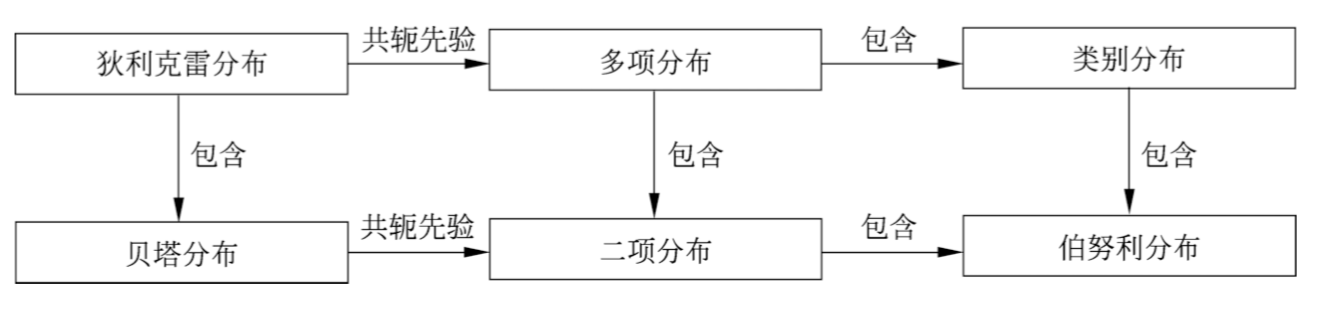 共轭先验
包含
狄利克雷分布
多项分布
类别分布
包含
包含
包含
共轭先验
包含
贝塔分布
二项分布
伯努利分布